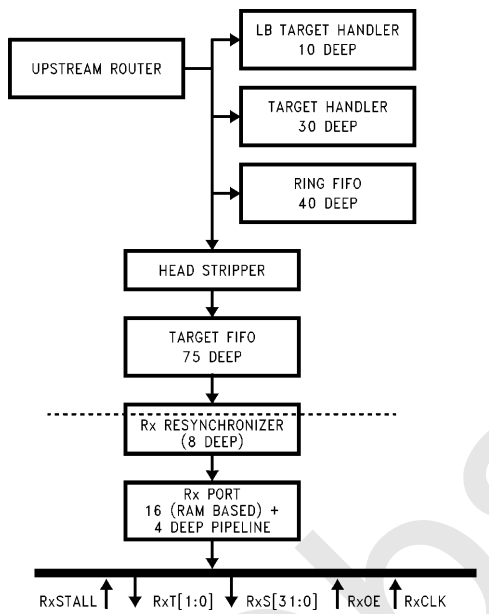 LB TARGET HANDLER
10 DEEP
UPSTREAM ROUTER
TARGET HANDLER
30 DEEP
RING FIFO
40 DEEP
HEAD STRIPPER
TARGET FIFO
75 DEEP
Rx RESYNCHRONIZER
(8 DEEP)
Rx PORT
16 (RAM BASED) +
4 DEEP PIPELINE
RxSTALL RxT[1:0] RxS[31:0] RxOE RxCLK